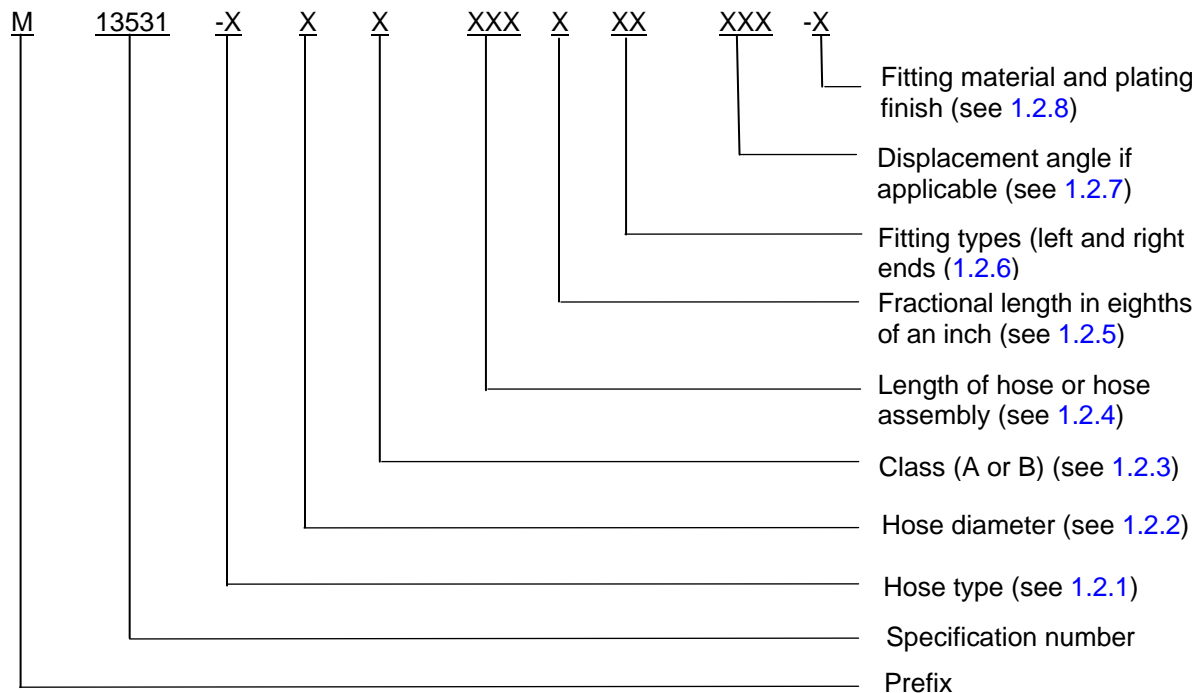 M 13531 -X X X XXX X XX XXX -X
Fitting material and plating
finish (see 1.2.8)
Displacement angle if
applicable (see 1.2.7)
Fitting types (left and right
ends (1.2.6)
Fractional length in eighths
of an inch (see 1.2.5)
Length of hose or hose
assembly (see 1.2.4)
Class (A or B) (see 1.2.3)
Hose diameter (see 1.2.2)
Hose type (see 1.2.1)
Specification number
Prefix